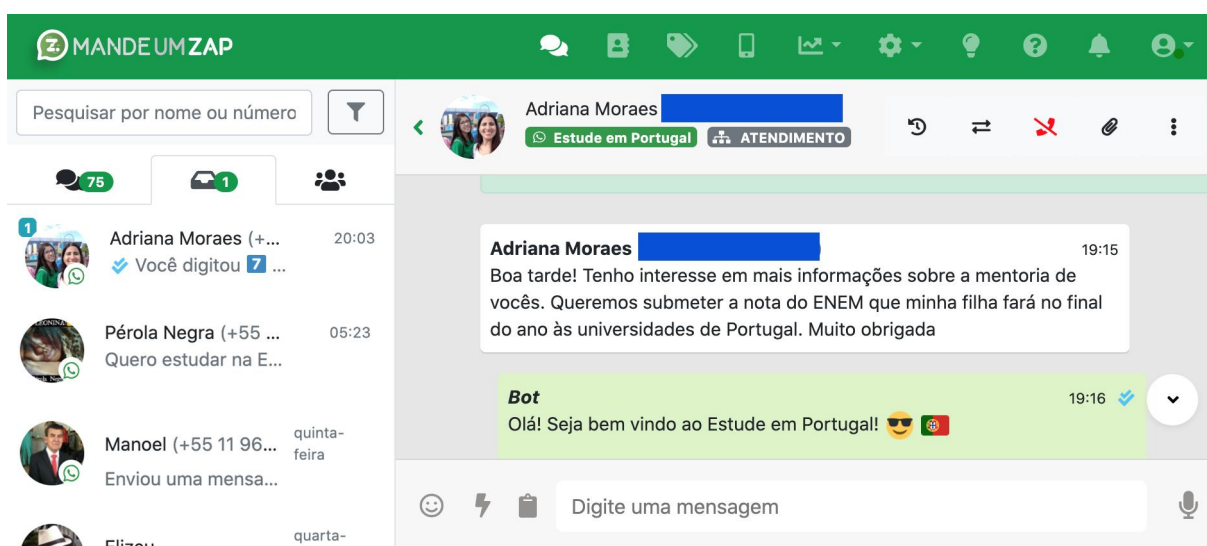 MANDEUMZAP
Pesquisar por nome ou número
75
1
1
Adriana Moraes (+...
20:03
Você digitou 7 ...
Pérola Negra (+55 ...
05:23
Quero estudar na E...
Manoel (+55 11 96...
quinta-
feira
Enviou uma mensa...
quarta-
Adriana Moraes
Estude em Portugal
ATENDIMENTO
Adriana Moraes
19:15
Boa tarde! Tenho interesse em mais informações sobre a mentoria de
vocês. Queremos submeter a nota do ENEM que minha filha fará no final
do ano às universidades de Portugal. Muito obrigada
Bot
19:16
Olá! Seja bem vindo ao Estude em Portugal! 😎 🇵🇹
Digite uma mensagem